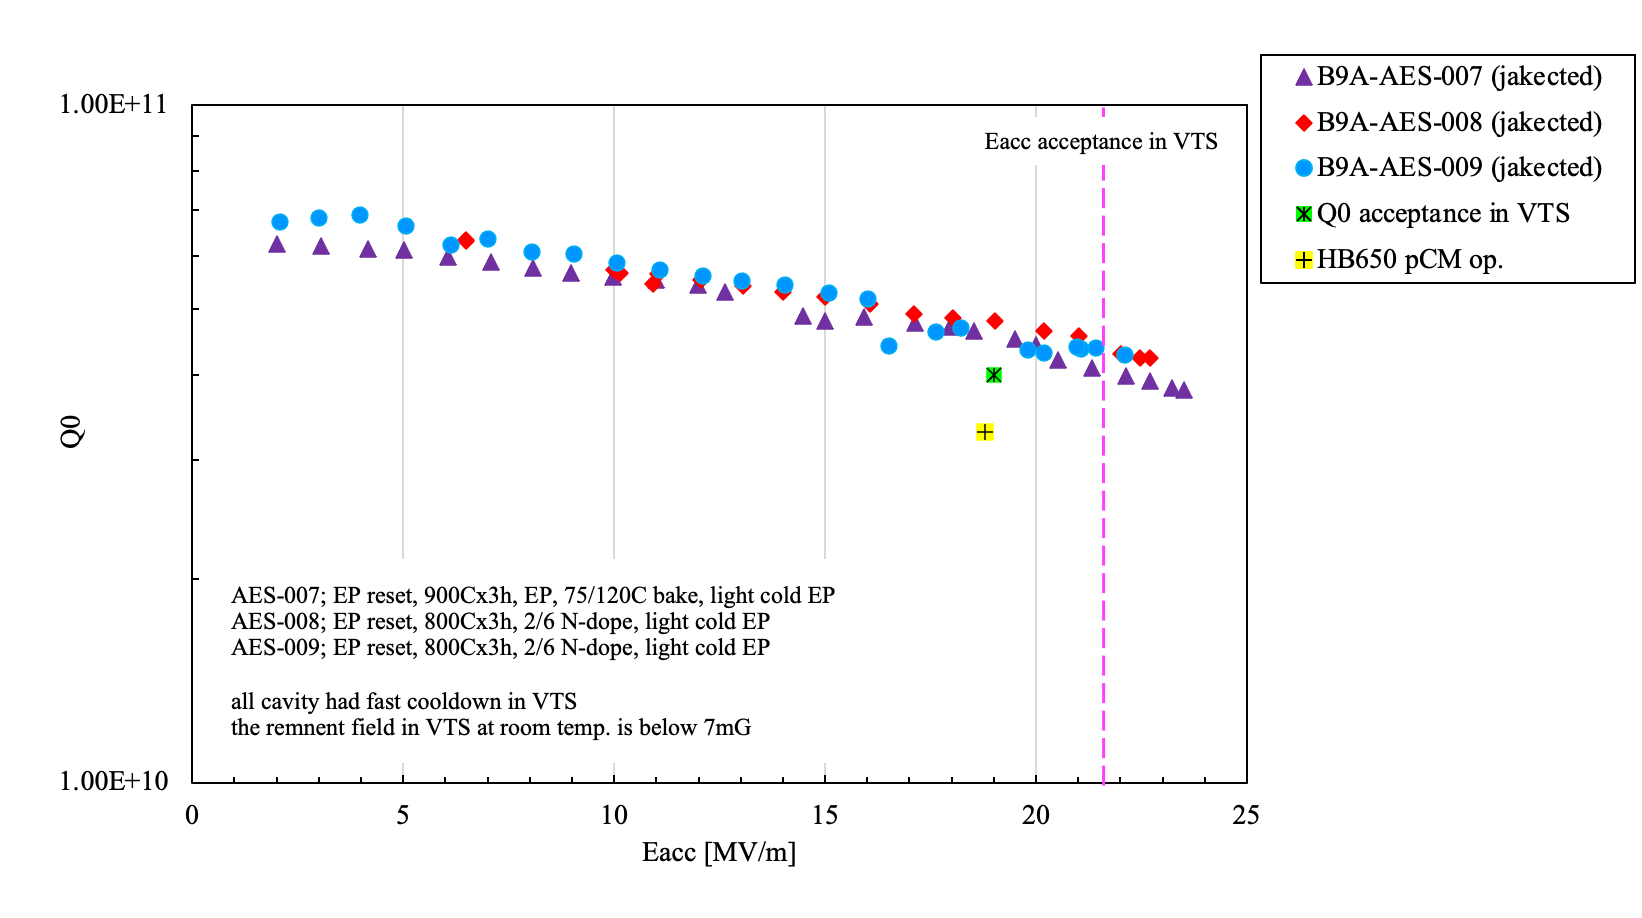 B9A-AES-007 (jakected)
B9A-AES-008 (jakected)
B9A-AES-009 (jakected)
Q0 acceptance in VTS
HB650 pCM op.
1.00E+11
Eacc acceptance in VTS
Q0
AES-007; EP reset, 900Cx3h, EP, 75/120C bake, light cold EP
AES-008; EP reset, 800Cx3h, 2/6 N-dope, light cold EP
AES-009; EP reset, 800Cx3h, 2/6 N-dope, light cold EP
all cavity had fast cooldown in VTS
the remnent field in VTS at room temp. is below 7mG
1.00E+10
0 5 10 15 20 25
Eacc [MV/m]